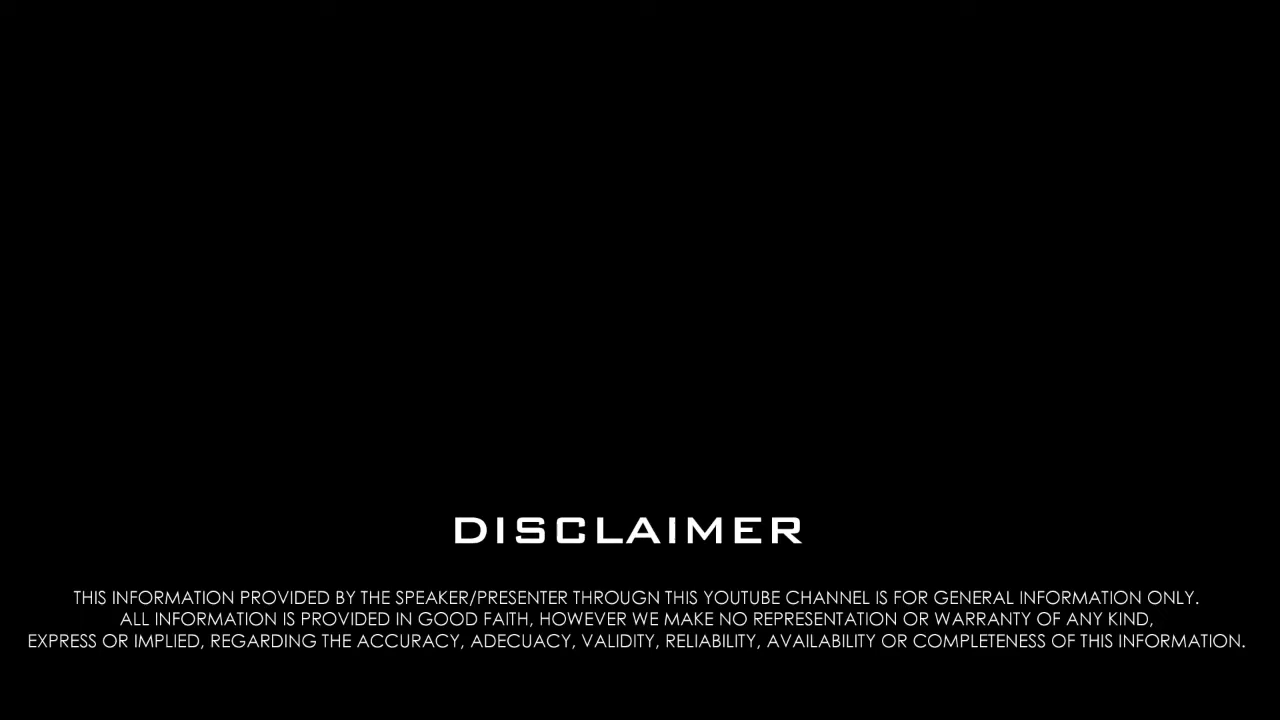 DISCLAIMER
THIS INFORMATION PROVIDED BY THE SPEAKER/PRESENTER THROUGN THIS YOUTUBE CHANNEL IS FOR GENERAL INFORMATION ONLY.
ALL INFORMATION IS PROVIDED IN GOOD FAITH, HOWEVER WE MAKE NO REPRESENTATION OR WARRANTY OF ANY KIND,
EXPRESS OR IMPLIED, REGARDING THE ACCURACY, ADECUACY, VALIDITY, RELIABILITY, AVAILABILITY OR COMPLETENESS OF THIS INFORMATION.